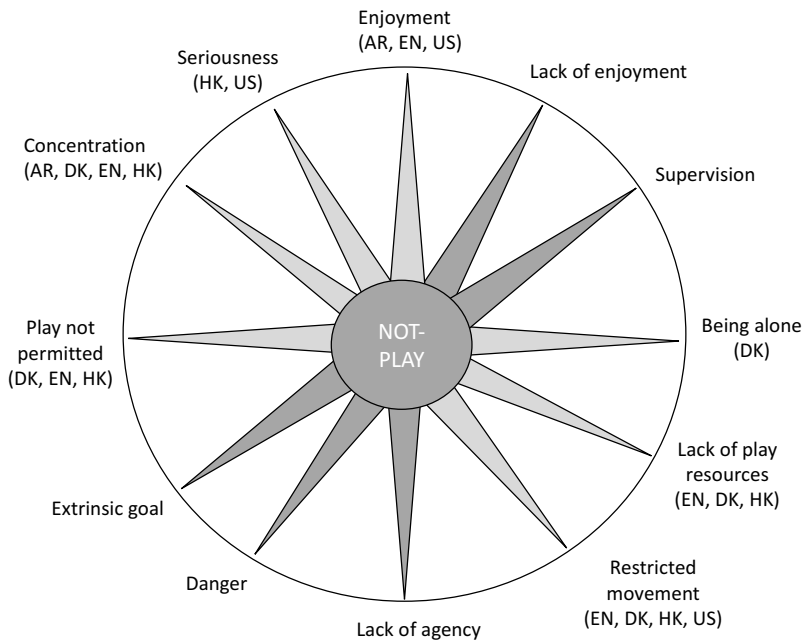 Enjoyment
(AR, EN, US)
Lack of enjoyment
Supervision
Being alone
(DK)
Lack of play
resources
(EN, DK, HK)
Restricted
movement
(EN, DK, HK, US)
Lack of agency
Danger
Extrinsic goal
Play not
permitted
(DK, EN, HK)
Concentration
(AR, DK, EN, HK)
Seriousness
(HK, US)
NOT-
PLAY